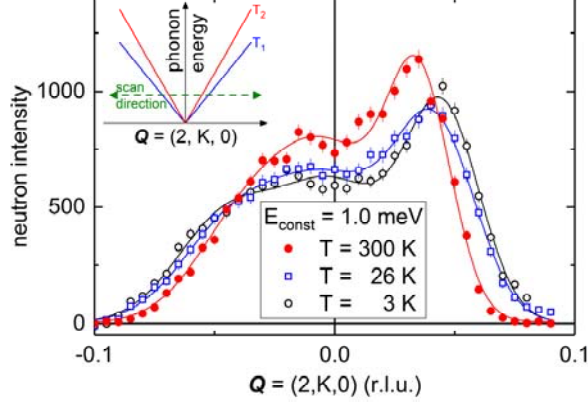 phonon
energy
T₂
T₁
scan
direction
Q = (2, K, 0)
neutron intensity
1000
500
0
E_const = 1.0 meV
T = 300 K
T = 26 K
T = 3 K
-0.1
0.0
0.1
Q = (2,K,0) (r.l.u.)